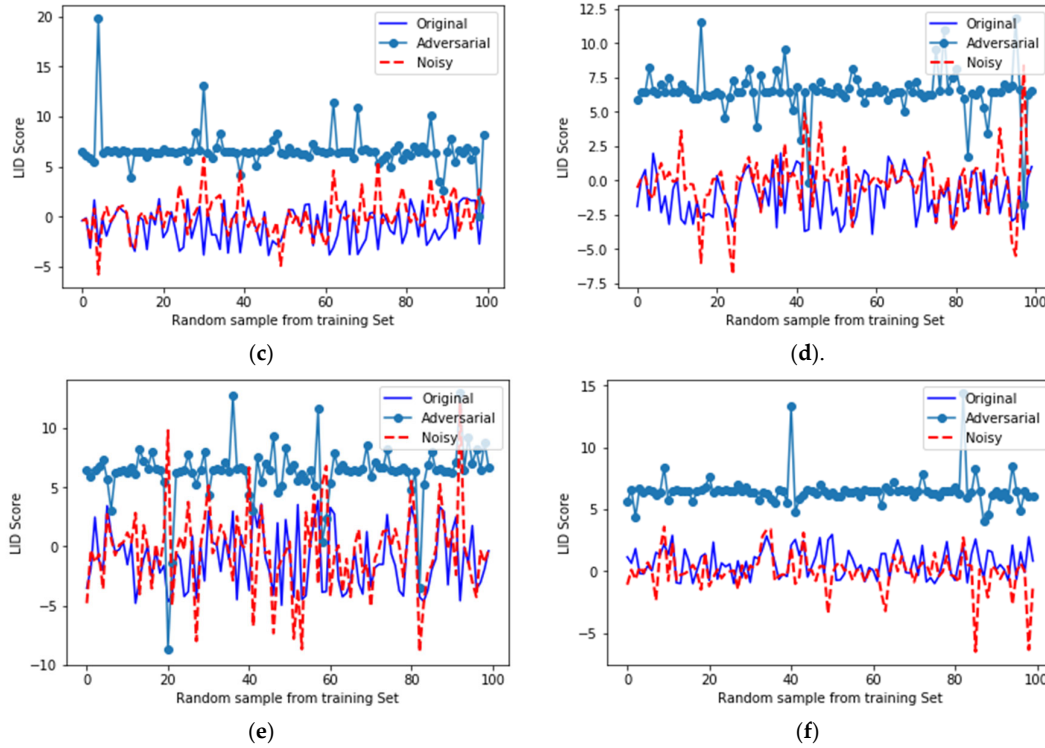 20
15
10
5
0
−5
LID Score
Original
Adversarial
Noisy
0 20 40 60 80 100
Random sample from training Set
(c)
12.5
10.0
7.5
5.0
2.5
0.0
−2.5
−5.0
−7.5
LID Score
Original
Adversarial
Noisy
0 20 40 60 80 100
Random sample from training Set
(d).
10
5
0
−5
−10
LID Score
Original
Adversarial
Noisy
0 20 40 60 80 100
Random sample from training Set
(e)
15
10
5
0
−5
LID Score
Original
Adversarial
Noisy
0 20 40 60 80 100
Random sample from training Set
(f)